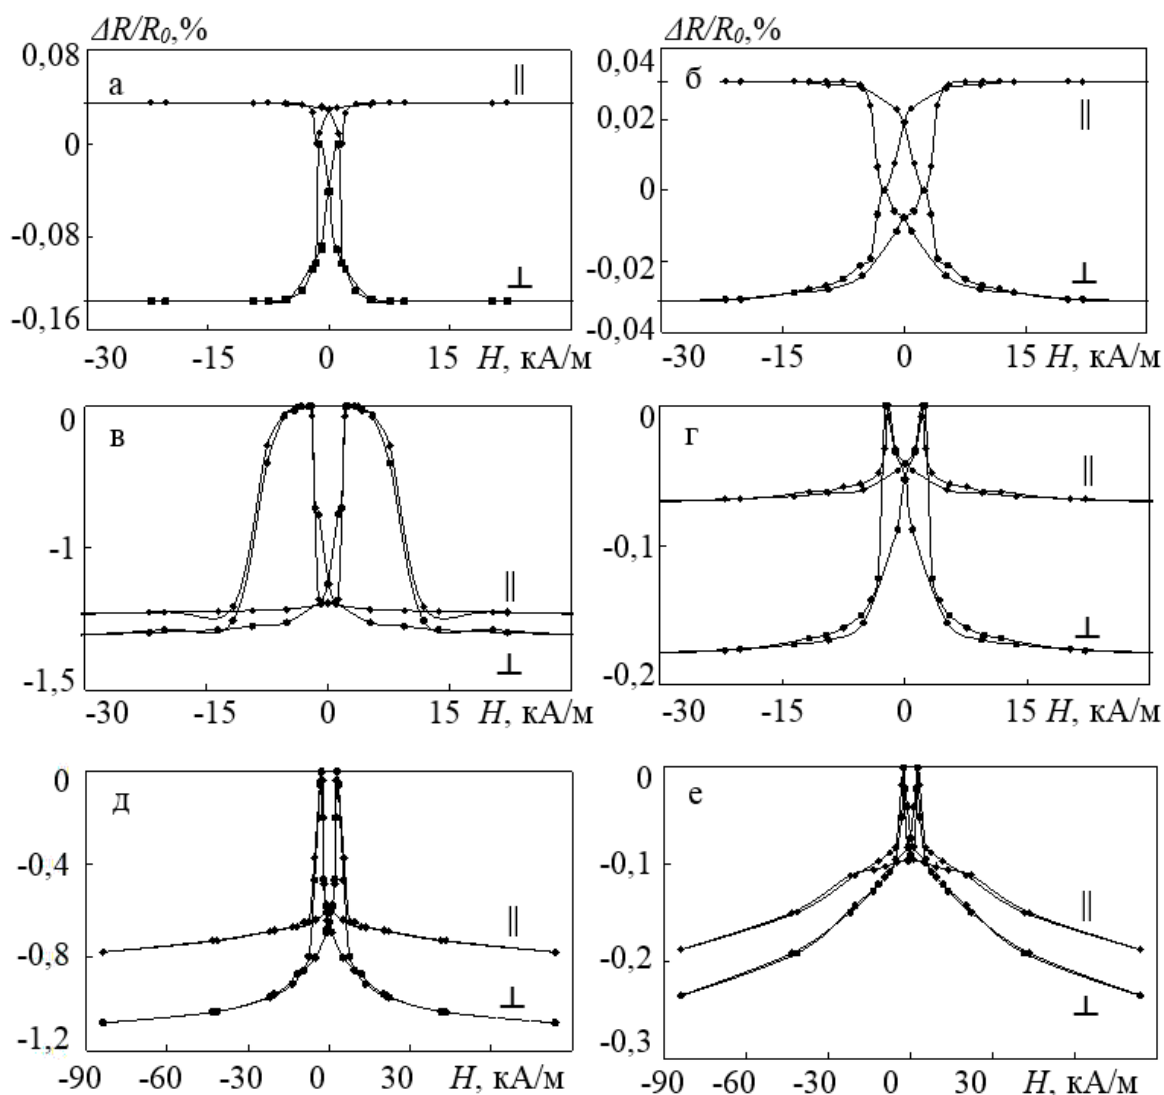 ΔR/R₀,%
0,08
0
-0,08
-0,16
а
||
⊥
-30 -15 0 15 H, кА/м
ΔR/R₀,%
0,04
0,02
0
-0,02
-0,04
б
||
⊥
-30 -15 0 15 H, кА/м
0
-1
-1,5
в
||
⊥
-30 -15 0 15 H, кА/м
0
-0,1
-0,2
г
||
⊥
-30 -15 0 15 H, кА/м
0
-0,4
-0,8
-1,2
д
||
⊥
-90 -60 -30 0 30 H, кА/м
0
-0,1
-0,2
-0,3
е
||
⊥
-90 -60 -30 0 30 H, кА/м